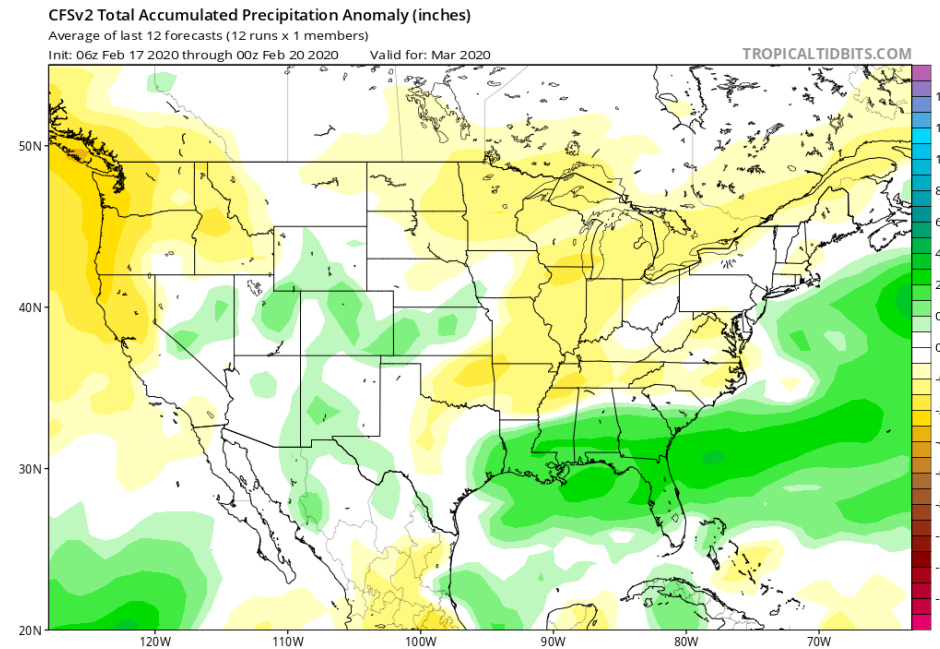 CFSv2 Total Accumulated Precipitation Anomaly (inches)
Average of last 12 forecasts (12 runs x 1 members)
Init: 06z Feb 17 2020 through 00z Feb 20 2020 Valid for: Mar 2020
TROPICALTIDBITS.COM
50N
40N
30N
20N
120W 110W 100W 90W 80W 70W